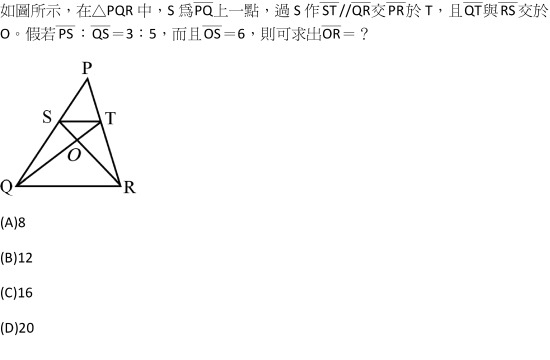 如圖所示，在△PQR 中，S 為PQ上一點，過 S 作ST//QR交PR於 T，且QT與RS交於
O。假若PS：QS＝3：5，而且OS＝6，則可求出OR＝？
P
S
T
O
Q
R
(A)8
(B)12
(C)16
(D)20